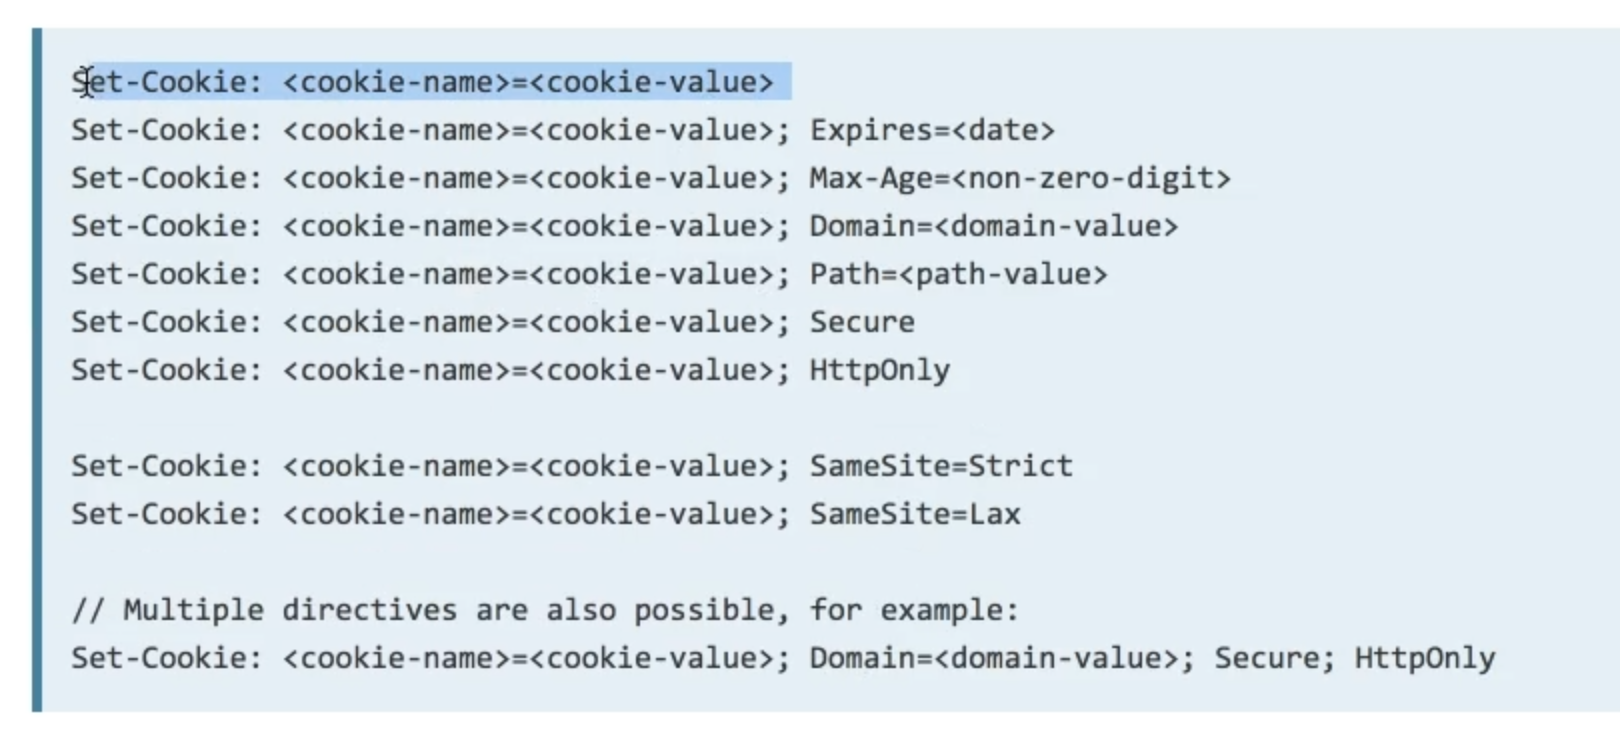 Set-Cookie: <cookie-name>=<cookie-value>
Set-Cookie: <cookie-name>=<cookie-value>; Expires=<date>
Set-Cookie: <cookie-name>=<cookie-value>; Max-Age=<non-zero-digit>
Set-Cookie: <cookie-name>=<cookie-value>; Domain=<domain-value>
Set-Cookie: <cookie-name>=<cookie-value>; Path=<path-value>
Set-Cookie: <cookie-name>=<cookie-value>; Secure
Set-Cookie: <cookie-name>=<cookie-value>; HttpOnly
Set-Cookie: <cookie-name>=<cookie-value>; SameSite=Strict
Set-Cookie: <cookie-name>=<cookie-value>; SameSite=Lax
// Multiple directives are also possible, for example:
Set-Cookie: <cookie-name>=<cookie-value>; Domain=<domain-value>; Secure; HttpOnly